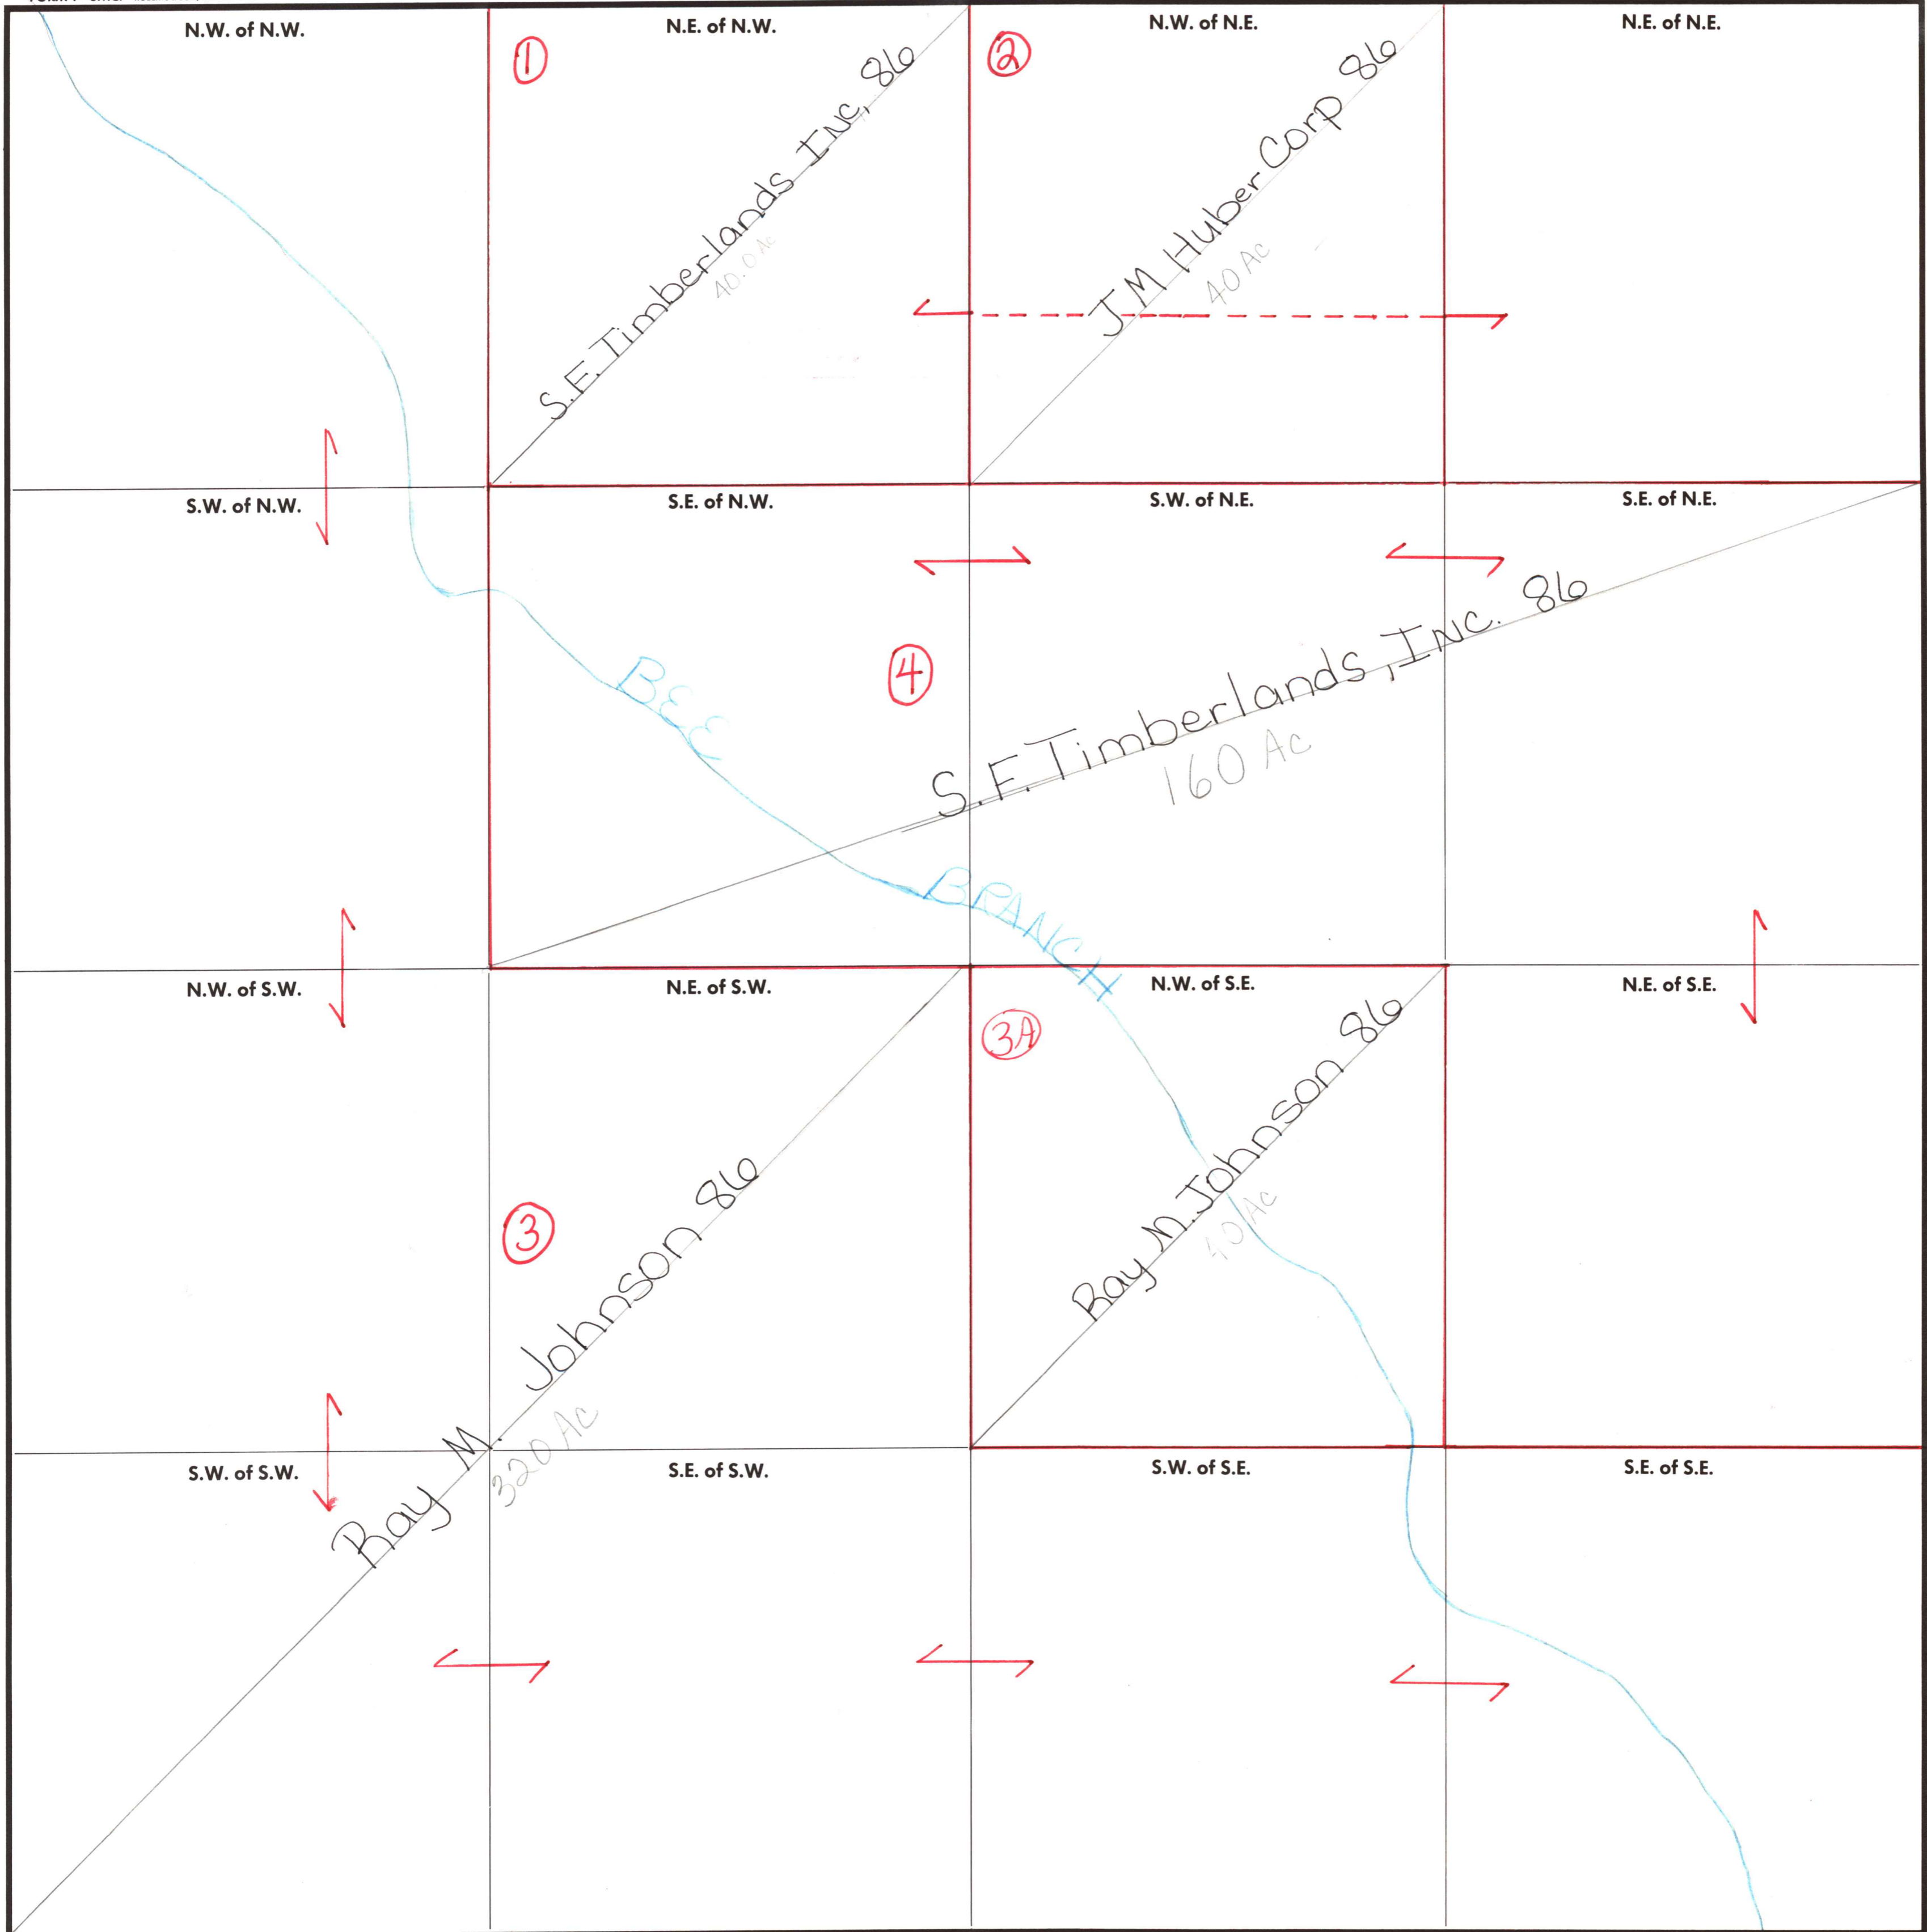 N.W. of N.W.
N.E. of N.W.
N.W. of N.E.
N.E. of N.E.
1
S.F. Timberlands INC, 86
40.0 Ac
2
J M Huber Corp 86
40 Ac
S.W. of N.W.
S.E. of N.W.
S.W. of N.E.
S.E. of N.E.
4
S.F. Timberlands, INC. 86
160 Ac
BEE
BRANCH
N.W. of S.W.
N.E. of S.W.
N.W. of S.E.
N.E. of S.E.
3
Ray M. Johnson 86
320 Ac
3A
Ray M. Johnson 86
40 Ac
S.W. of S.W.
S.E. of S.W.
S.W. of S.E.
S.E. of S.E.